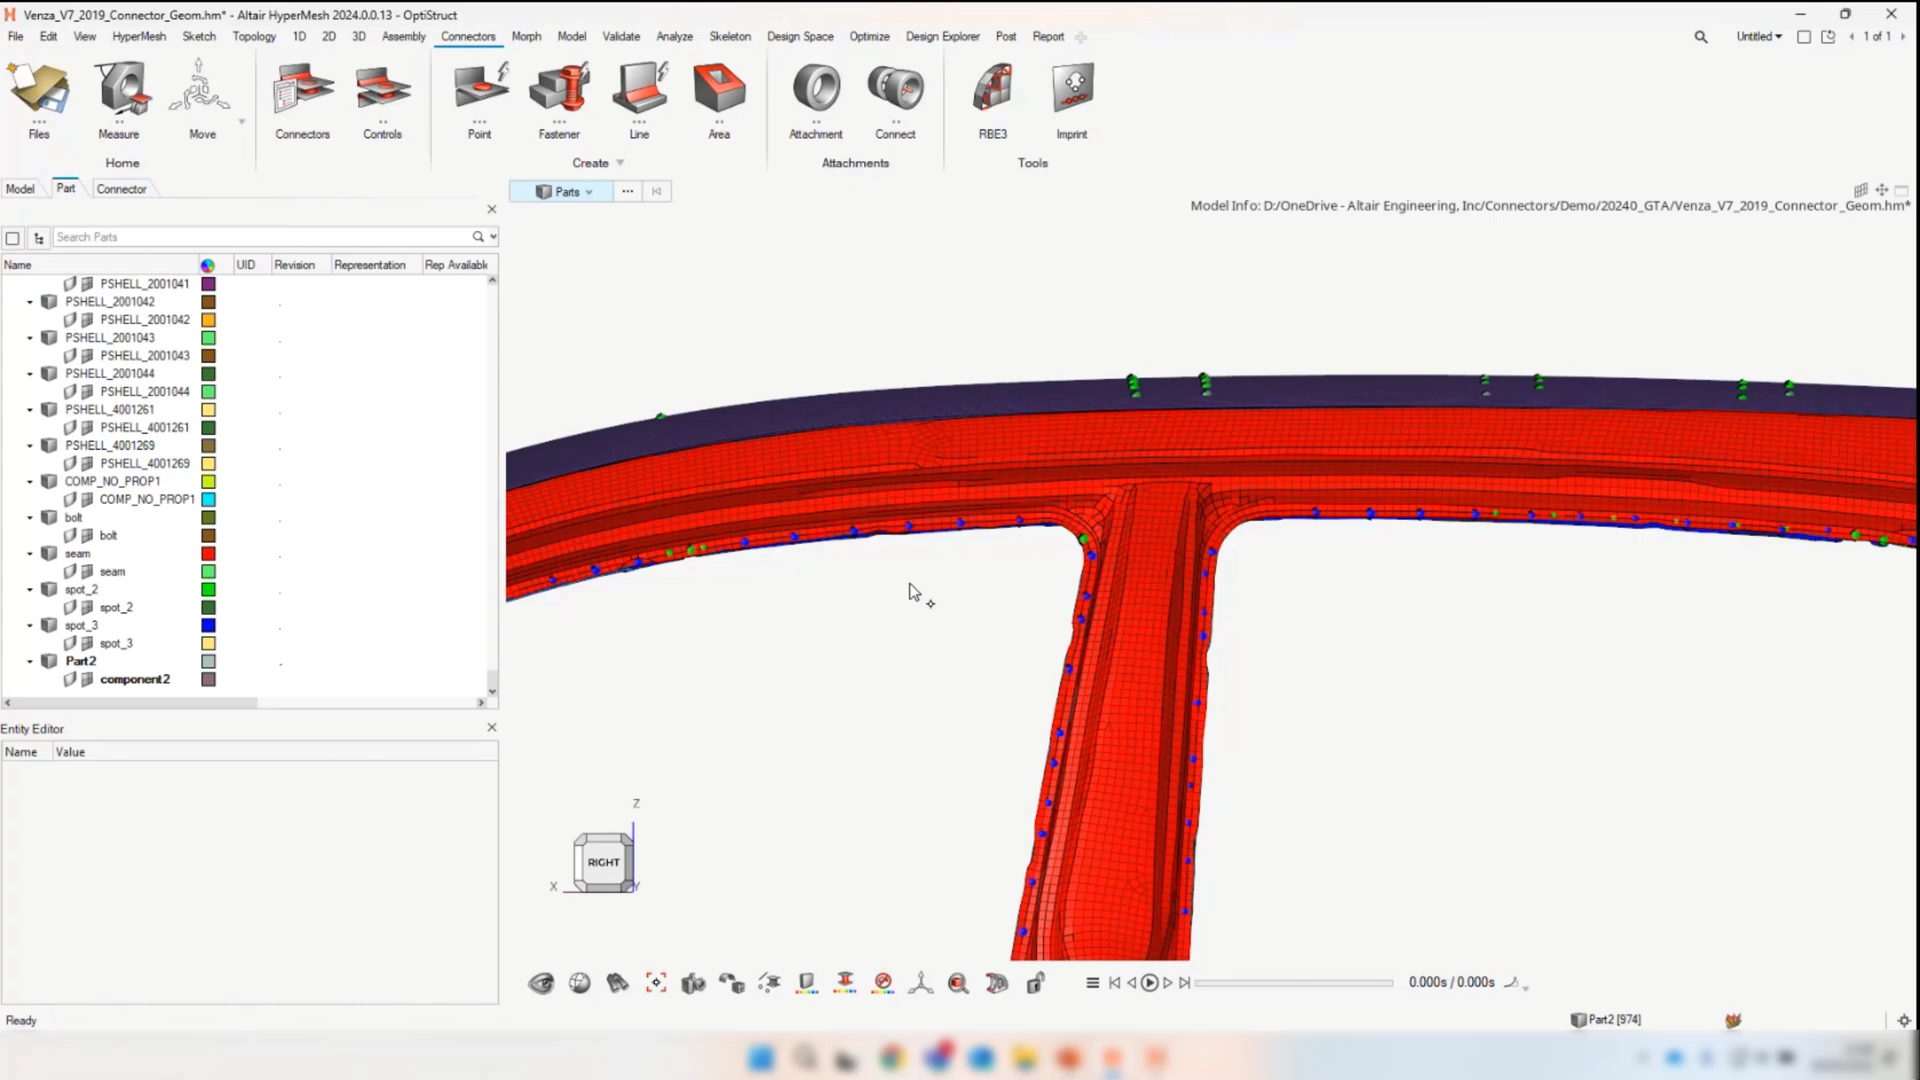 Venza_V7_2019_Connector_Geom.hm* - Altair HyperMesh 2024.0.0.13 - OptiStruct
File Edit View HyperMesh Sketch Topology 1D 2D 3D Assembly Connectors Morph Model Validate Analyze Skeleton Design Space Optimize Design Explorer Post Report Untitled 1 of 1
Files Measure Move Connectors Controls Point Fastener Line Area Attachment Connect RBE3 Imprint
Home Create Attachments Tools
Model Part Connector
Parts
Model Info: D:/OneDrive - Altair Engineering, Inc/Connectors/Demo/20240_GTA/Venza_V7_2019_Connector_Geom.hm*
Search Parts
Name UID Revision Representation Rep Available
PSHELL_2001041
PSHELL_2001042
PSHELL_2001042
PSHELL_2001043
PSHELL_2001043
PSHELL_2001044
PSHELL_2001044
PSHELL_4001261
PSHELL_4001261
PSHELL_4001269
PSHELL_4001269
COMP_NO_PROP1
COMP_NO_PROP1
bolt
bolt
seam
seam
spot_2
spot_2
spot_3
spot_3
Part2
component2
Entity Editor
Name Value
Z
RIGHT
X Y
0.000s / 0.000s
Ready
Part2 [974]